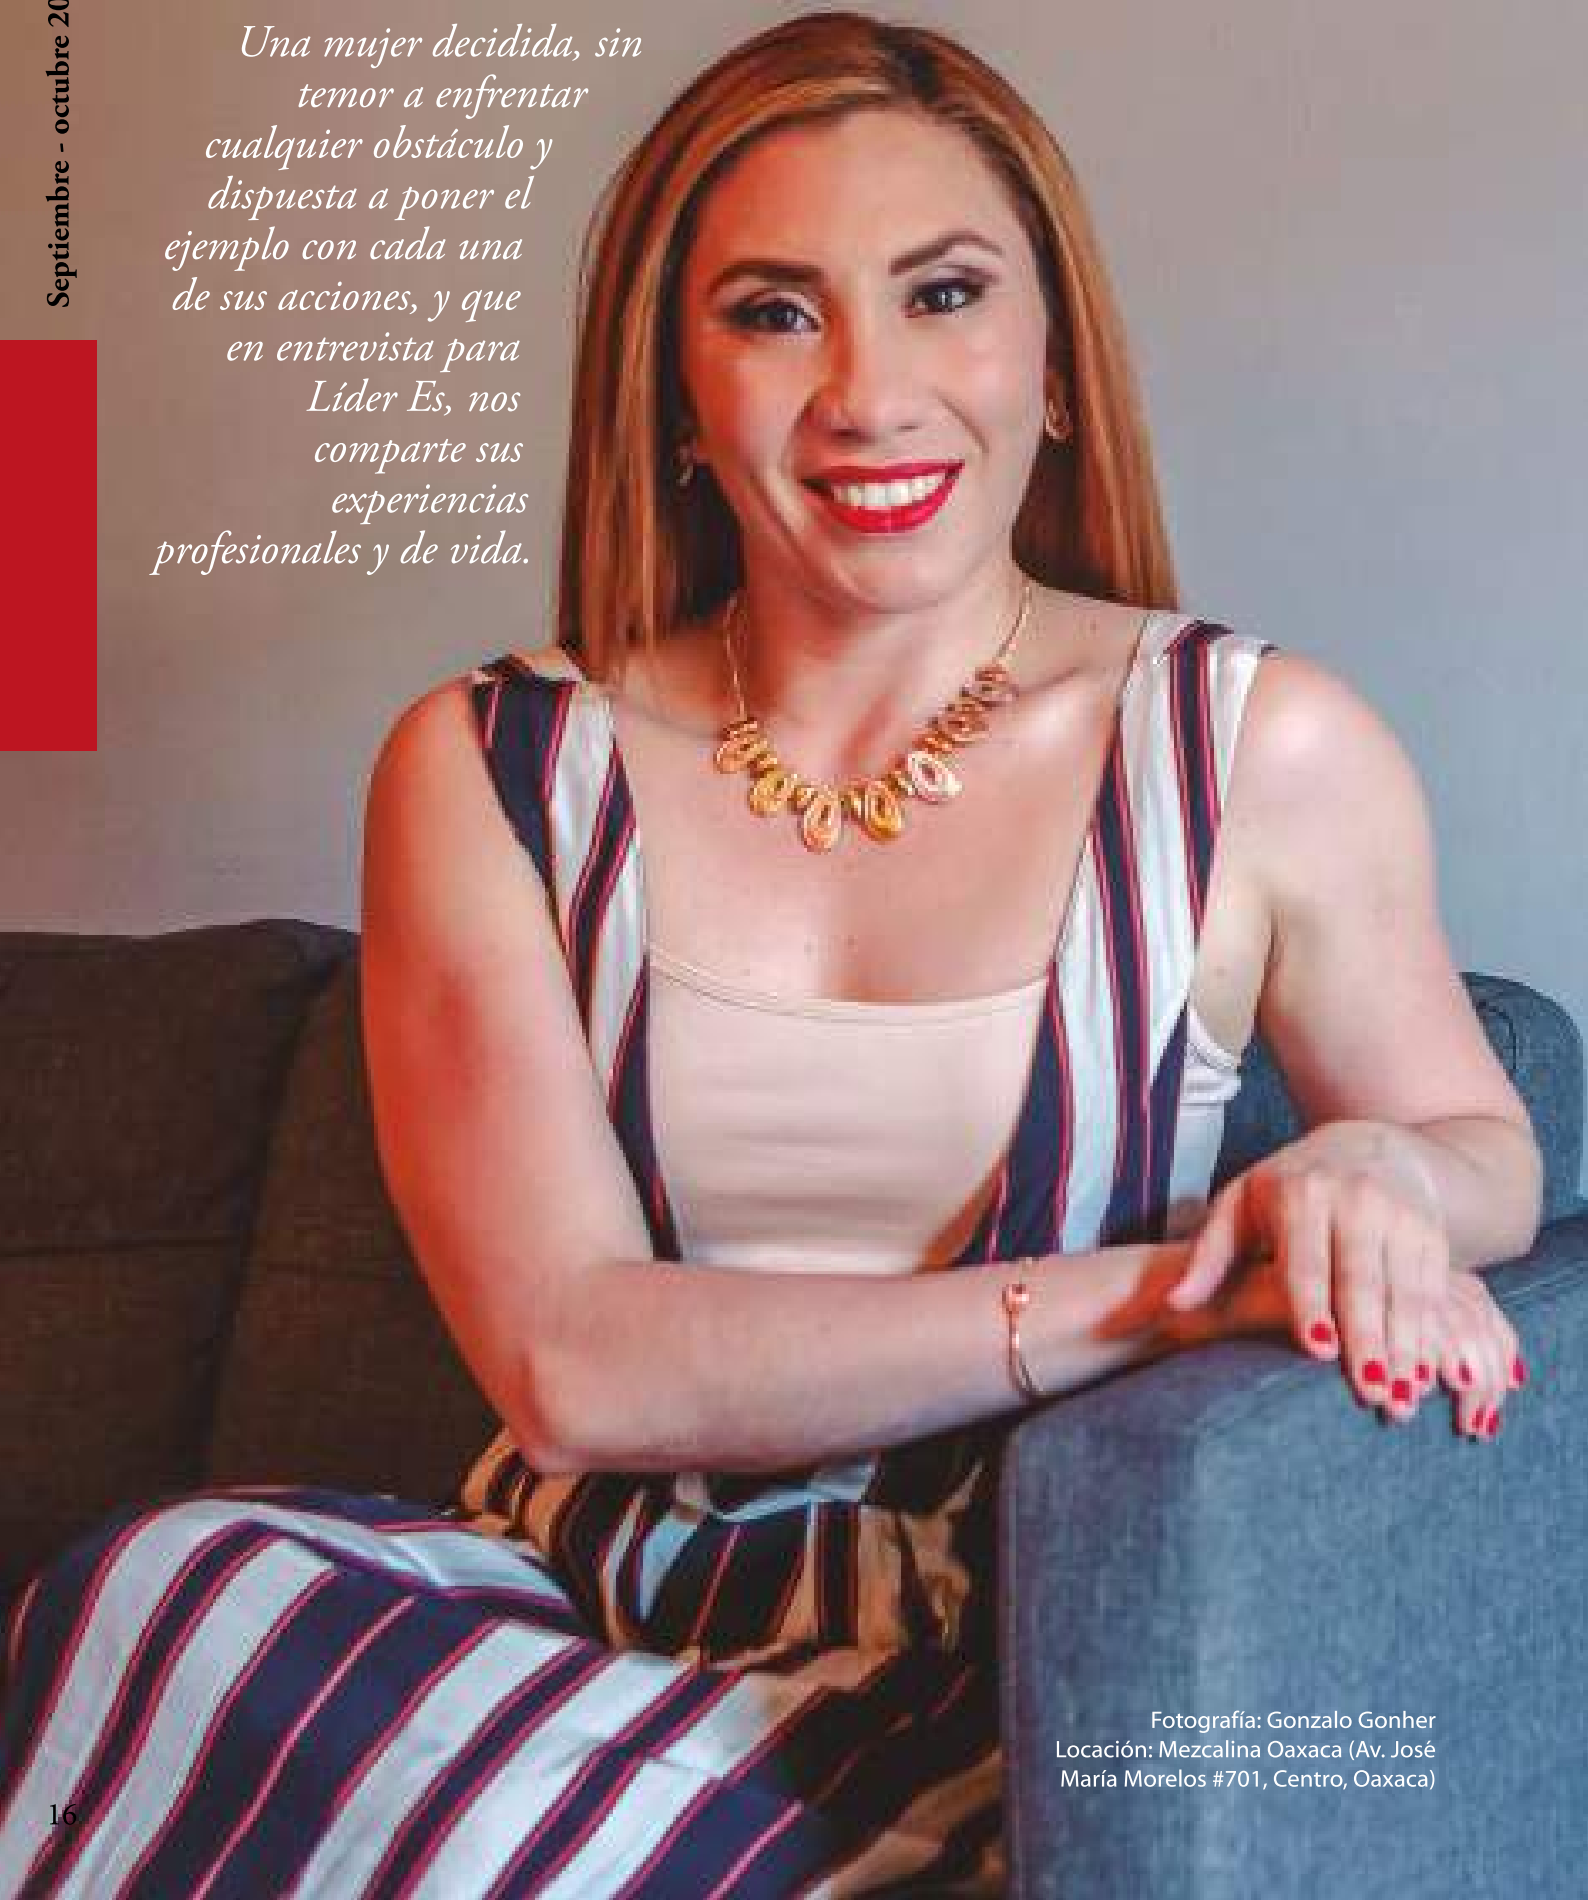 Septiembre - octubre 20
Una mujer decidida, sin
temor a enfrentar
cualquier obstáculo y
dispuesta a poner el
ejemplo con cada una
de sus acciones, y que
en entrevista para
Líder Es, nos
comparte sus
experiencias
profesionales y de vida.
Fotografía: Gonzalo Gonher
Locación: Mezcalina Oaxaca (Av. José
María Morelos #701, Centro, Oaxaca)
16